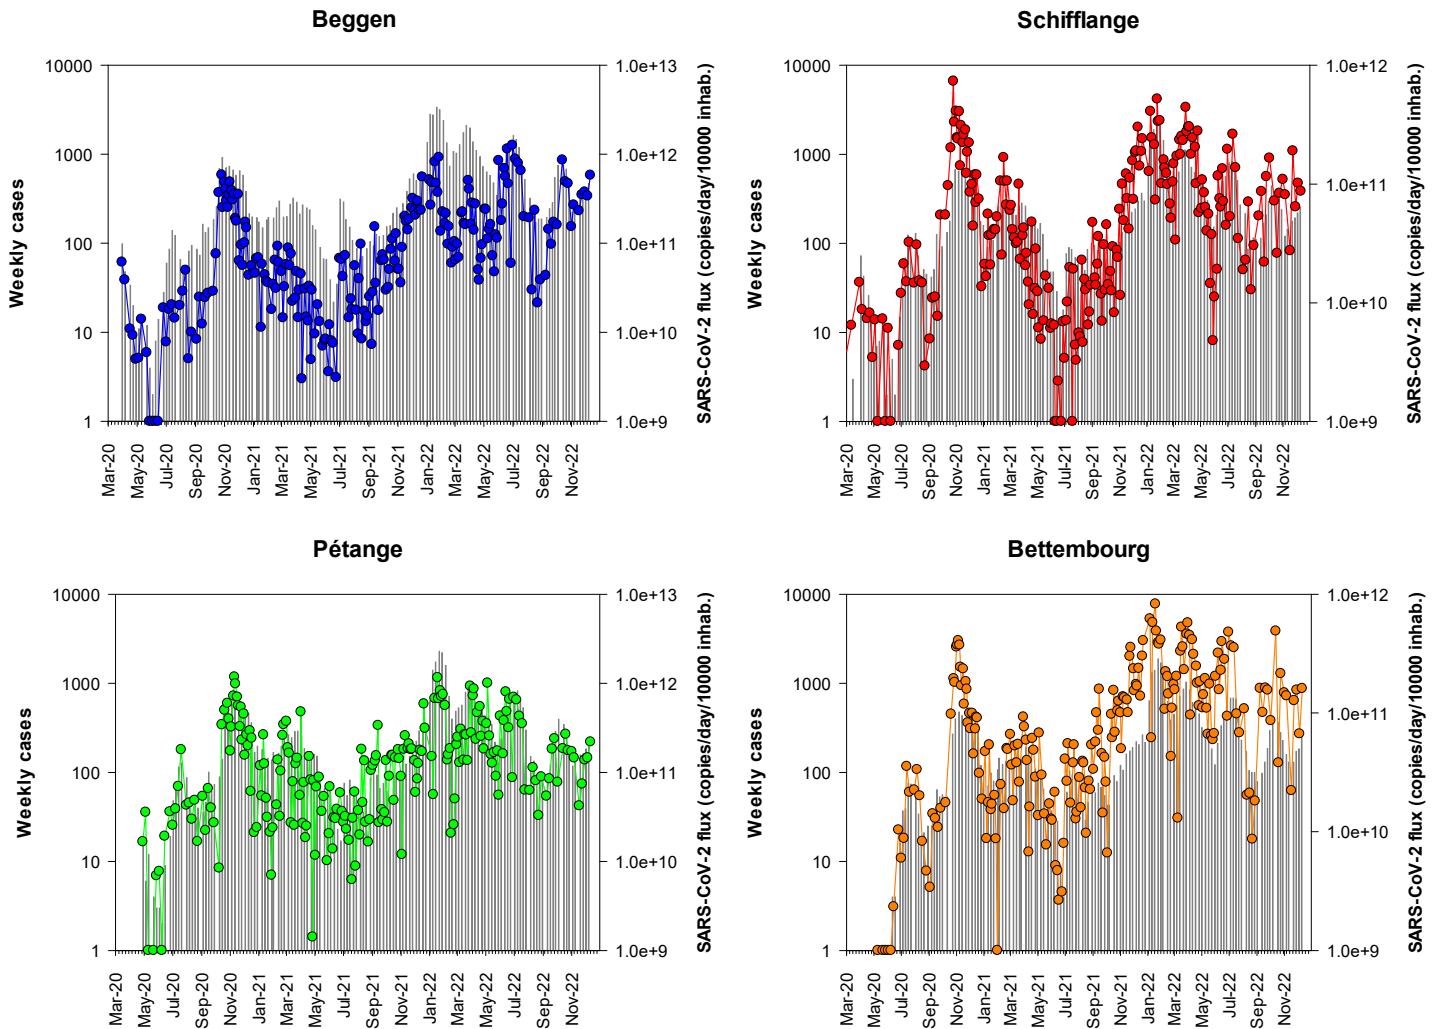 Beggen
Weekly cases
10000
1000
100
10
1
1.0e+13
1.0e+12
1.0e+11
1.0e+10
1.0e+9
SARS-CoV-2 flux (copies/day/10000 inhab.)
Mar-20
May-20
Jul-20
Sep-20
Nov-20
Jan-21
Mar-21
May-21
Jul-21
Sep-21
Nov-21
Jan-22
Mar-22
May-22
Jul-22
Sep-22
Nov-22
Schifflange
Weekly cases
10000
1000
100
10
1
1.0e+12
1.0e+11
1.0e+10
1.0e+9
SARS-CoV-2 flux (copies/day/10000 inhab.)
Mar-20
May-20
Jul-20
Sep-20
Nov-20
Jan-21
Mar-21
May-21
Jul-21
Sep-21
Nov-21
Jan-22
Mar-22
May-22
Jul-22
Sep-22
Nov-22
Pétange
Weekly cases
10000
1000
100
10
1
1.0e+13
1.0e+12
1.0e+11
1.0e+10
1.0e+9
SARS-CoV-2 flux (copies/day/10000 inhab.)
Mar-20
May-20
Jul-20
Sep-20
Nov-20
Jan-21
Mar-21
May-21
Jul-21
Sep-21
Nov-21
Jan-22
Mar-22
May-22
Jul-22
Sep-22
Nov-22
Bettembourg
Weekly cases
10000
1000
100
10
1
1.0e+12
1.0e+11
1.0e+10
1.0e+9
SARS-CoV-2 flux (copies/day/10000 inhab.)
Mar-20
May-20
Jul-20
Sep-20
Nov-20
Jan-21
Mar-21
May-21
Jul-21
Sep-21
Nov-21
Jan-22
Mar-22
May-22
Jul-22
Sep-22
Nov-22